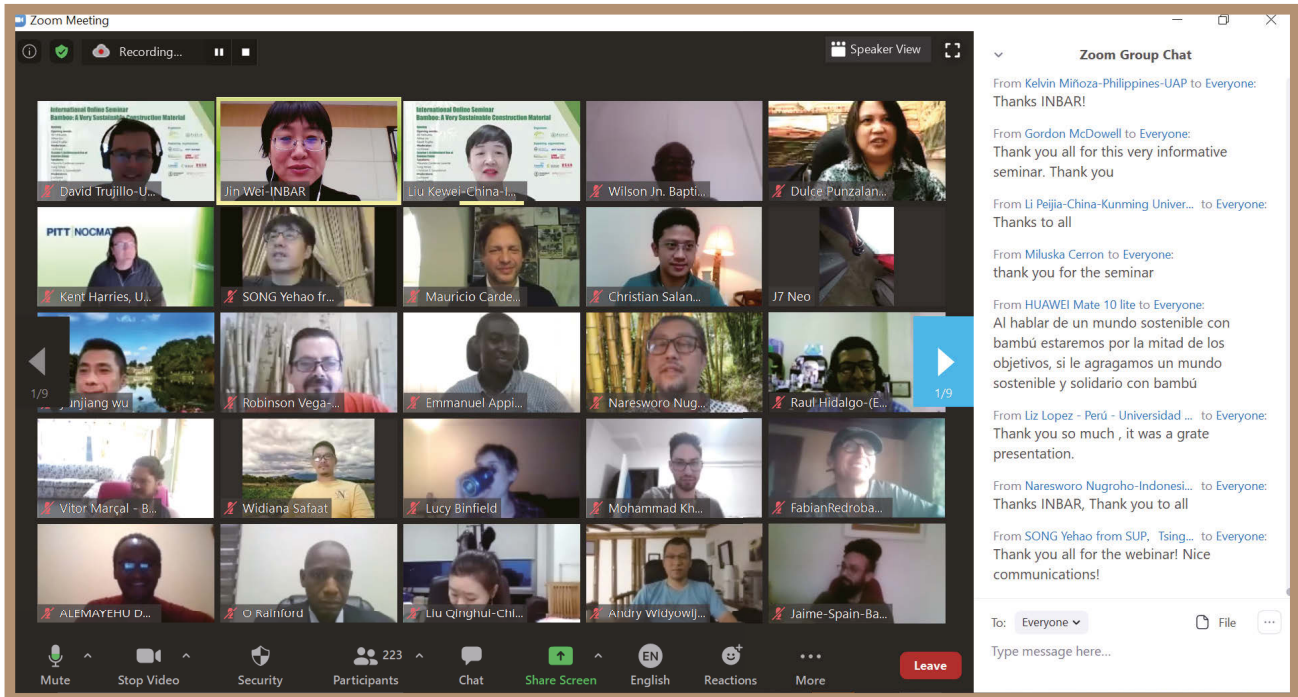 Zoom Meeting
Recording...
Speaker View
International Online Seminar
Bamboo: A Very Sustainable Construction Material
David Trujillo-U...
Jin Wei-INBAR
International Online Seminar
Bamboo: A Very Sustainable Construction Material
Liu Kewei-China-I...
Wilson Jn. Bapti...
Dulce Punzalan...
PITT NOCMA
Kent Harries, U...
SONG Yehao fr...
Mauricio Carde...
Christian Salan...
J7 Neo
1/9
unjiang wu
Robinson Vega-...
Emmanuel Appi...
Naresworo Nug...
Raul Hidalgo-(E...
1/9
Vitor Marçal - B...
Widiana Safaat
Lucy Binfield
Mohammad Kh...
FabianRedroba...
ALEMAYEHU D...
O Rainford
Liu Qinghui-Chi...
Andry Widyowij...
Jaime-Spain-Ba...
Mute
Stop Video
Security
223
Participants
Chat
Share Screen
EN
English
Reactions
More
Leave
Zoom Group Chat
From Kelvin Miñoza-Philippines-UAP to Everyone:
Thanks INBAR!
From Gordon McDowell to Everyone:
Thank you all for this very informative
seminar. Thank you
From Li Peijia-China-Kunming Univer... to Everyone:
Thanks to all
From Miluska Cerron to Everyone:
thank you for the seminar
From HUAWEI Mate 10 lite to Everyone:
Al hablar de un mundo sostenible con
bambú estaremos por la mitad de los
objetivos, si le agragamos un mundo
sostenible y solidario con bambú
From Liz Lopez - Perú - Universidad ... to Everyone:
Thank you so much , it was a grate
presentation.
From Naresworo Nugroho-Indonesi... to Everyone:
Thanks INBAR, Thank you to all
From SONG Yehao from SUP, Tsing... to Everyone:
Thank you all for the webinar! Nice
communications!
To: Everyone
File
Type message here...